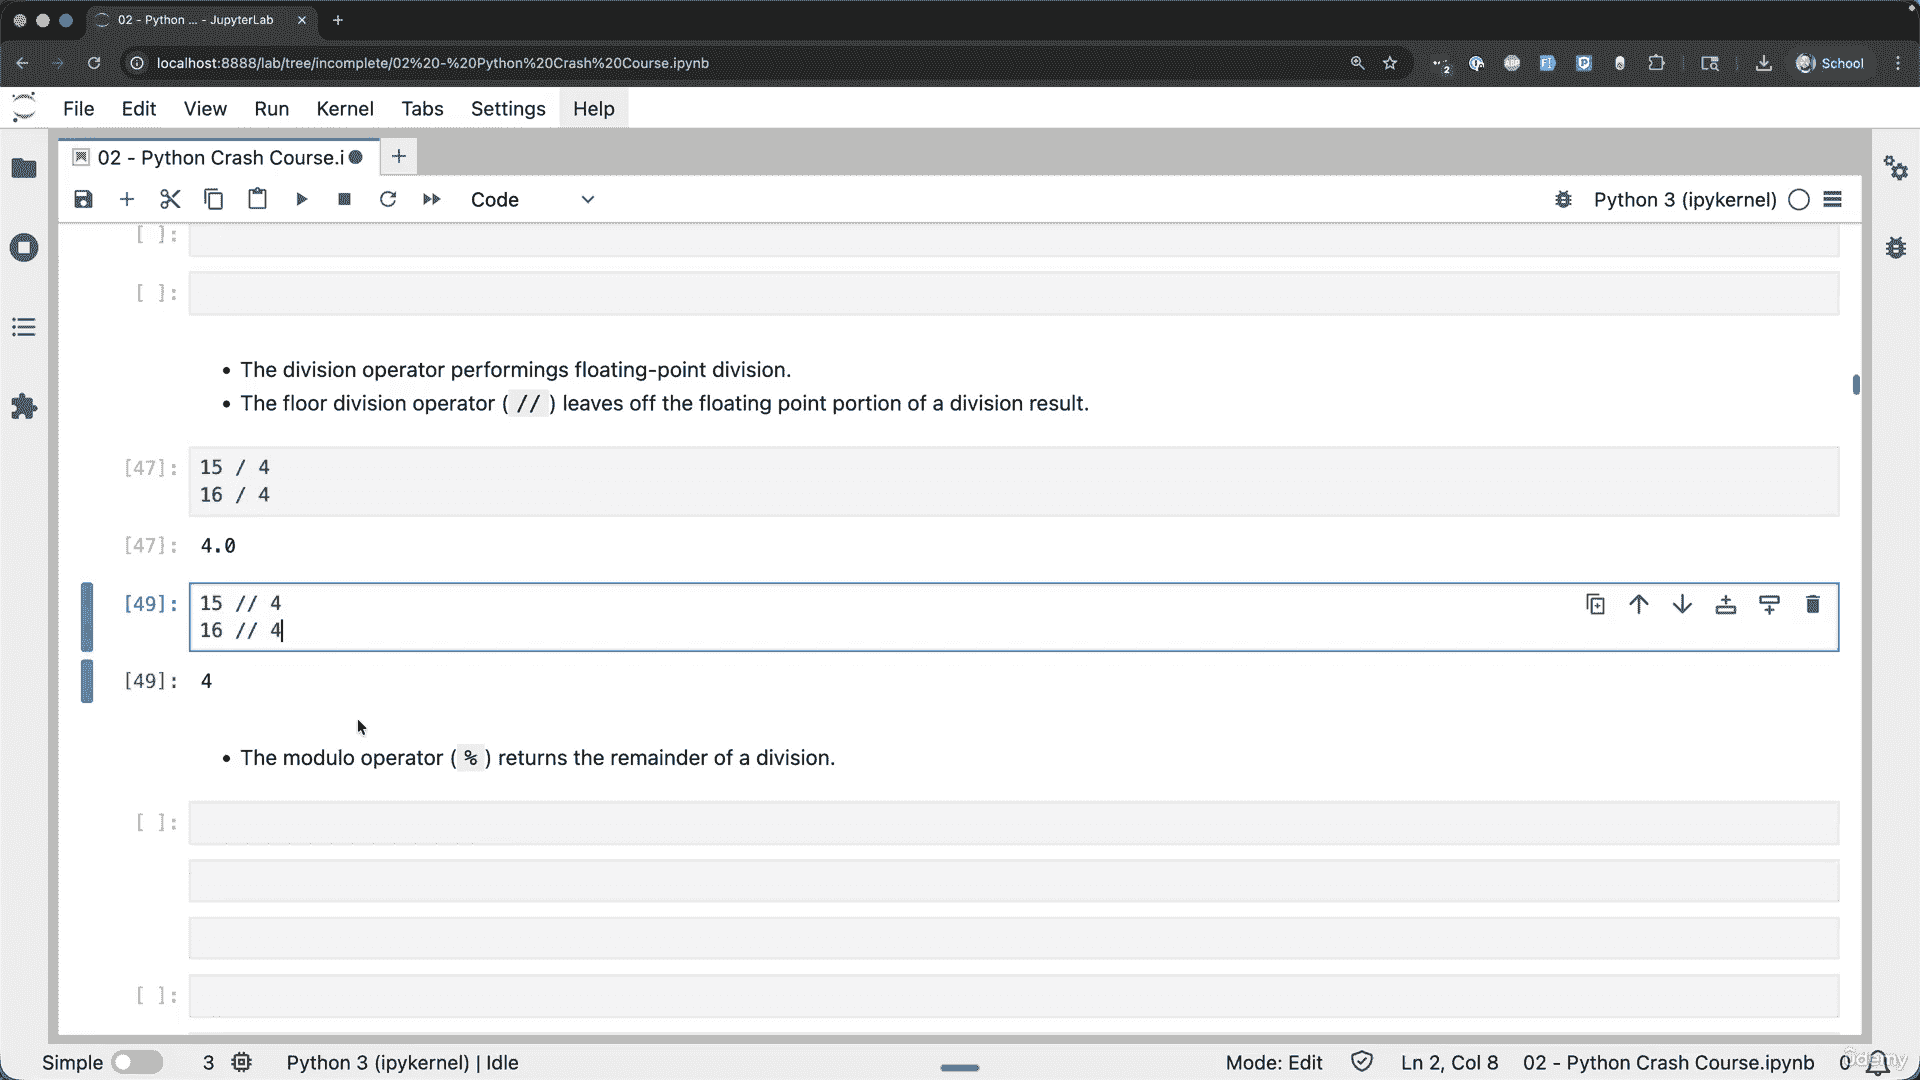 02 - Python ... - JupyterLab
localhost:8888/lab/tree/incomplete/02%20-%20Python%20Crash%20Course.ipynb
2
ABP
School
File Edit View Run Kernel Tabs Settings Help
02 - Python Crash Course.i
Code
Python 3 (ipykernel)
[ ]:
[ ]:
• The division operator performings floating-point division.
• The floor division operator ( // ) leaves off the floating point portion of a division result.
[47]: 15 / 4
16 / 4
[47]: 4.0
[49]: 15 // 4
16 // 4
[49]: 4
• The modulo operator ( % ) returns the remainder of a division.
[ ]:
[ ]:
Simple 3 Python 3 (ipykernel) | Idle Mode: Edit Ln 2, Col 8 02 - Python Crash Course.ipynb 0